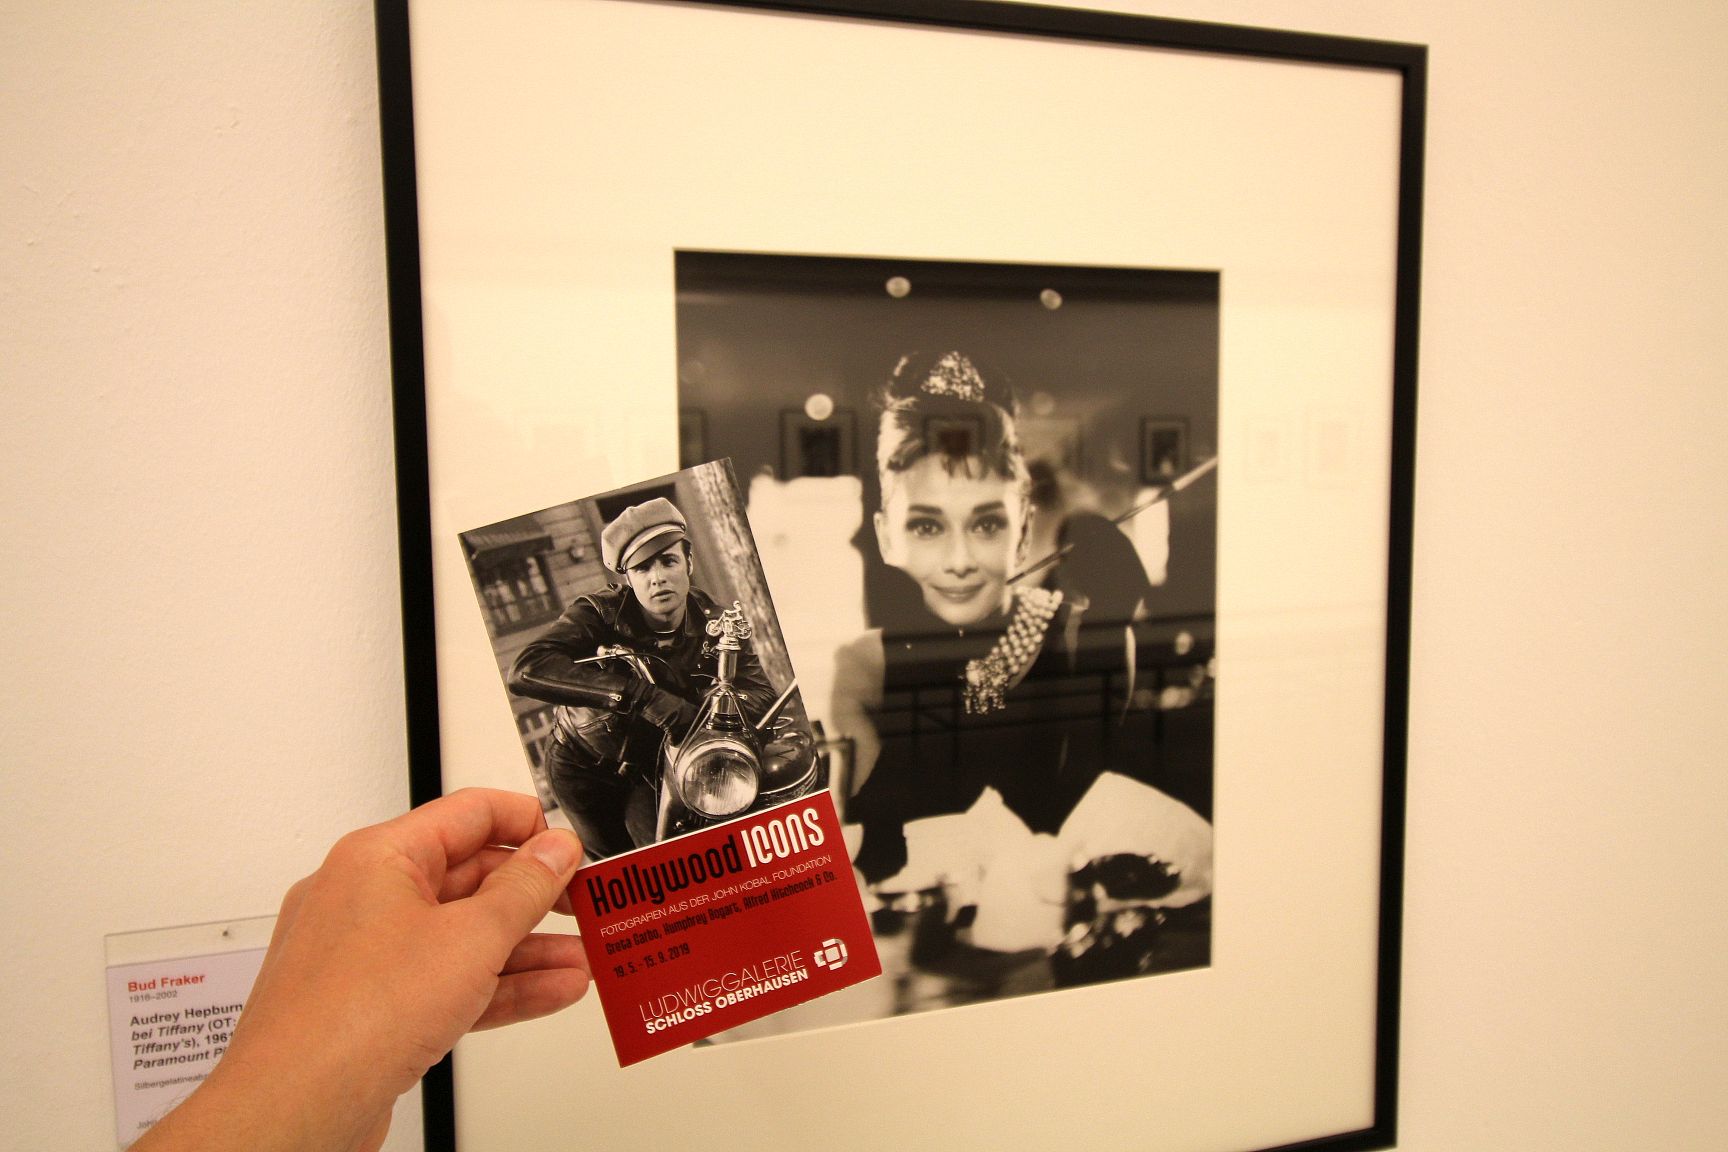 Hollywood ICONS
FOTOGRAFIEN AUS DER JOHN KOBAL FOUNDATION
Greta Garbo, Humphrey Bogart, Alfred Hitchcock & Co.
19. 5. - 15. 9. 2019
LUDWIGGALERIE
SCHLOSS OBERHAUSEN
Bud Fraker
1916–2002
Audrey Hepburn
bei Tiffany (OT:
Tiffany's), 1961
Paramount